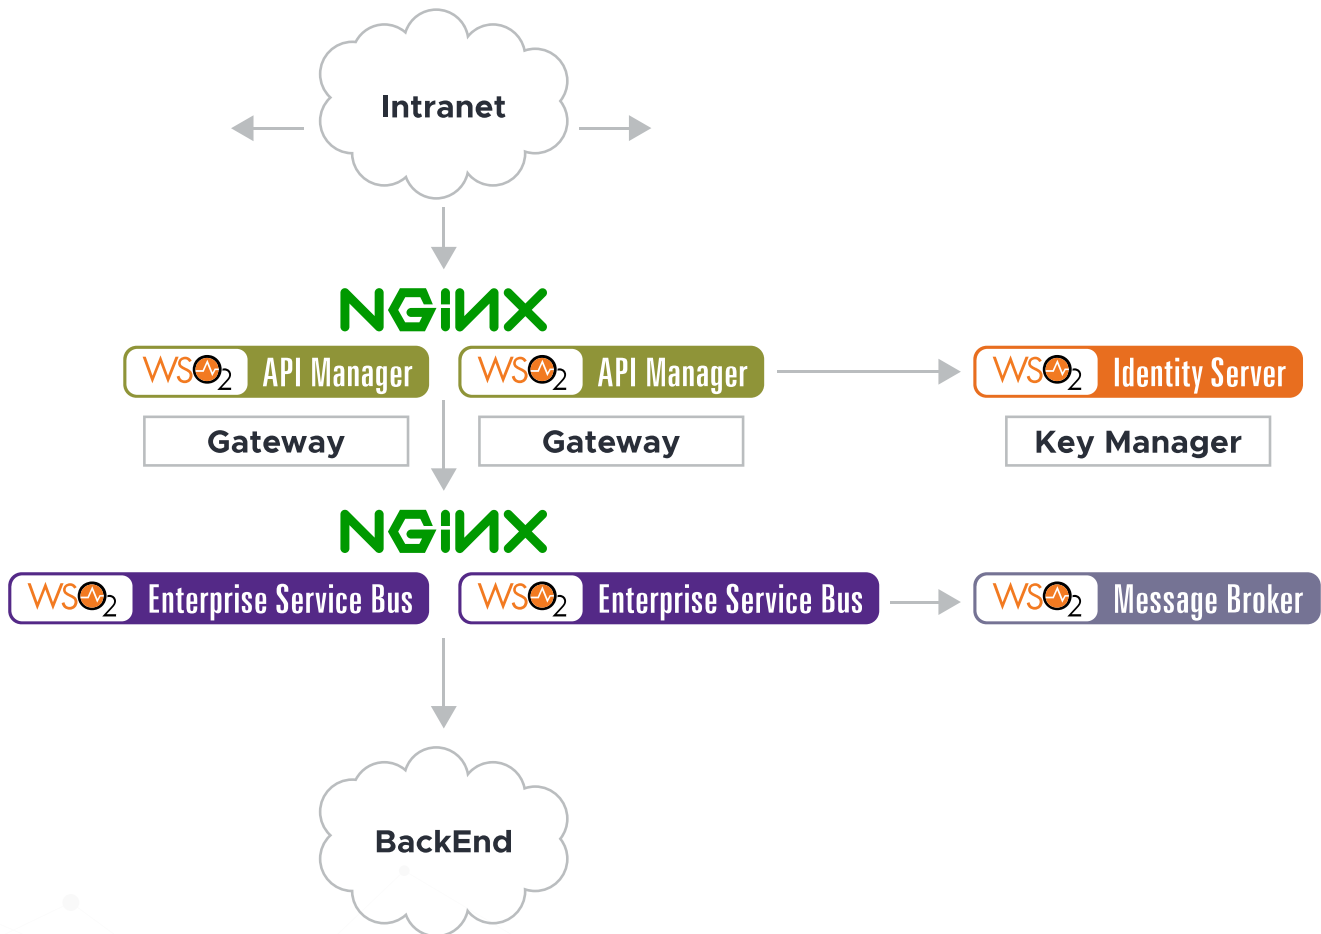 Intranet
NGINX
WSO2 API Manager WSO2 API Manager WSO2 Identity Server
Gateway Gateway Key Manager
NGINX
WSO2 Enterprise Service Bus WSO2 Enterprise Service Bus WSO2 Message Broker
BackEnd